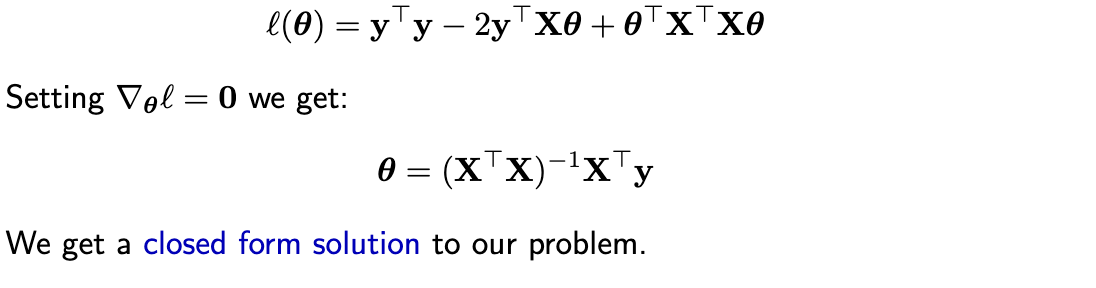 ℓ(𝜽) = 𝐲⊤𝐲 − 2𝐲⊤𝐗𝜽 + 𝜽⊤𝐗⊤𝐗𝜽
Setting ∇𝜽ℓ = 𝟎 we get:
𝜽 = (𝐗⊤𝐗)⁻¹𝐗⊤𝐲
We get a closed form solution to our problem.